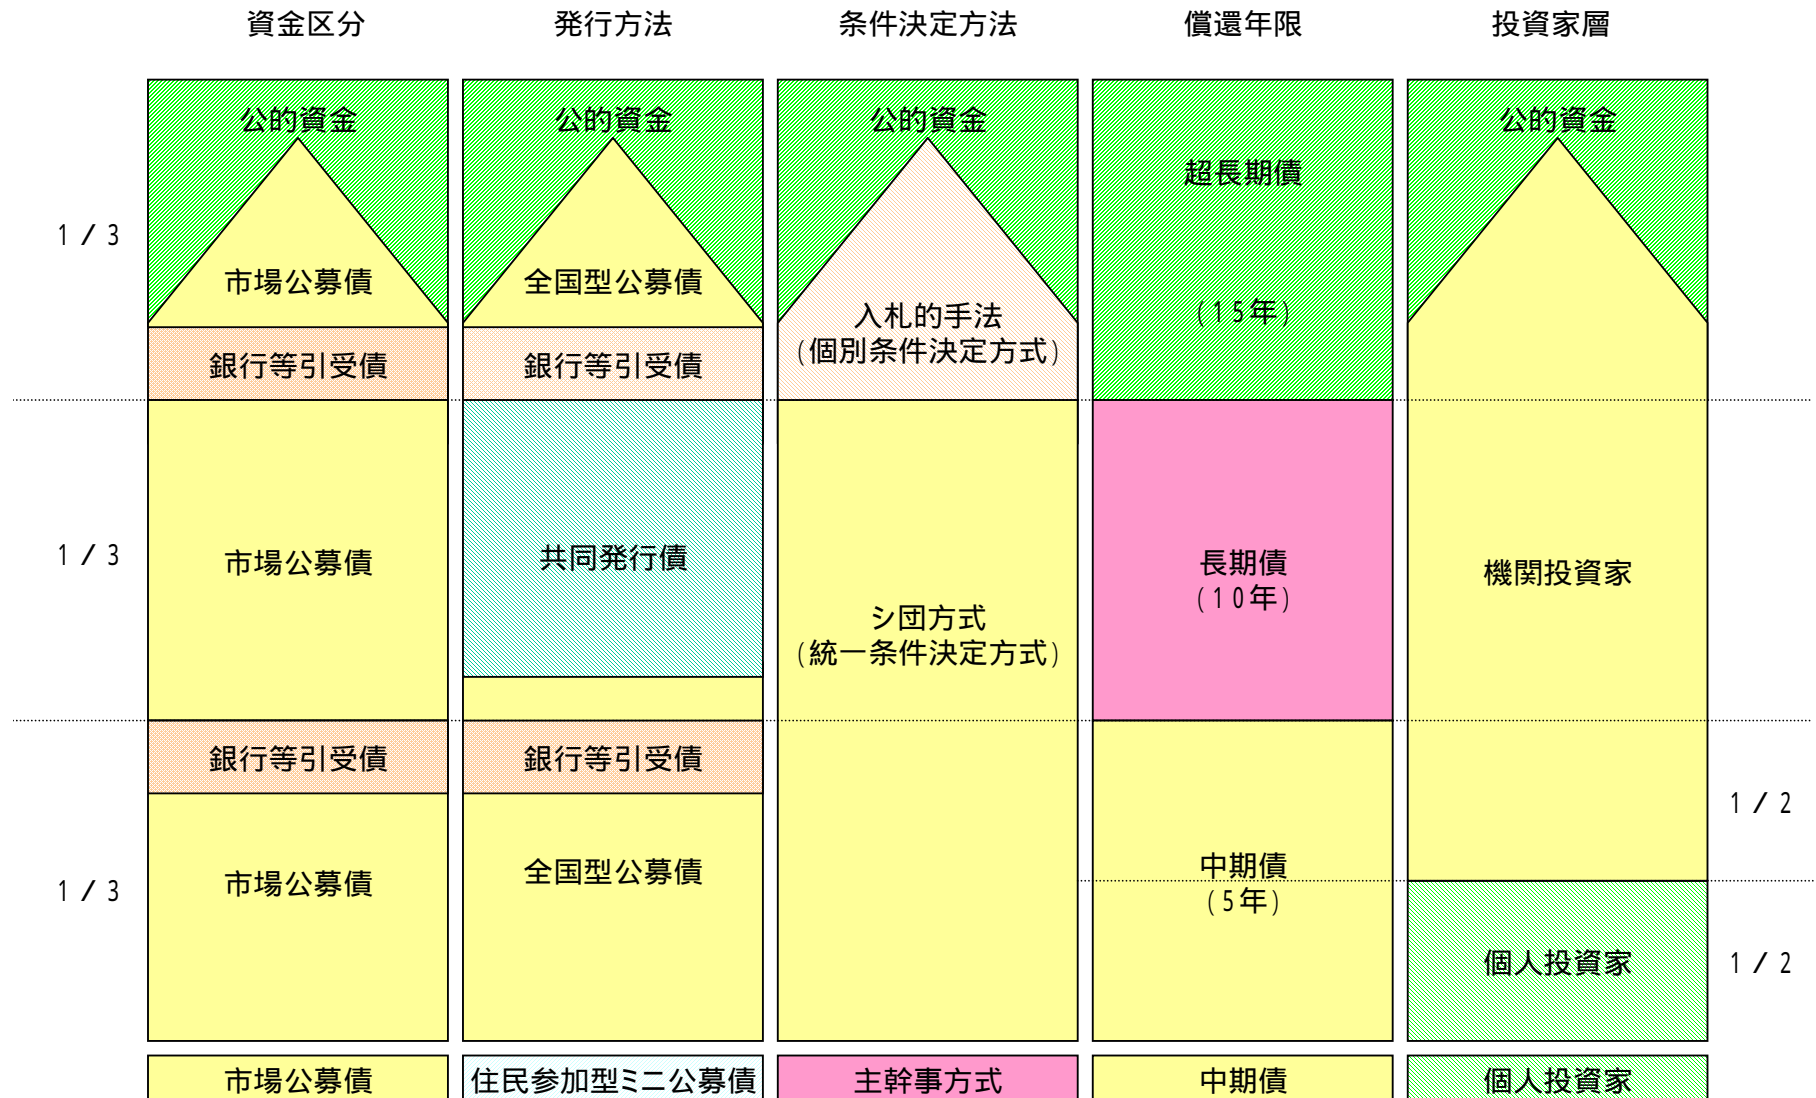 資金区分 発行方法 条件決定方法 償還年限 投資家層
公的資金 公的資金 公的資金 公的資金
超長期債
1/3
市場公募債 全国型公募債
入札的手法 (15年)
(個別条件決定方式)
銀行等引受債 銀行等引受債
1/3
市場公募債 共同発行債 長期債 機関投資家
(10年)
シ団方式
(統一条件決定方式)
銀行等引受債 銀行等引受債
1/2
中期債
全国型公募債
1/3
市場公募債
(5年)
個人投資家 1/2
市場公募債 住民参加型ミニ公募債 主幹事方式 中期債 個人投資家